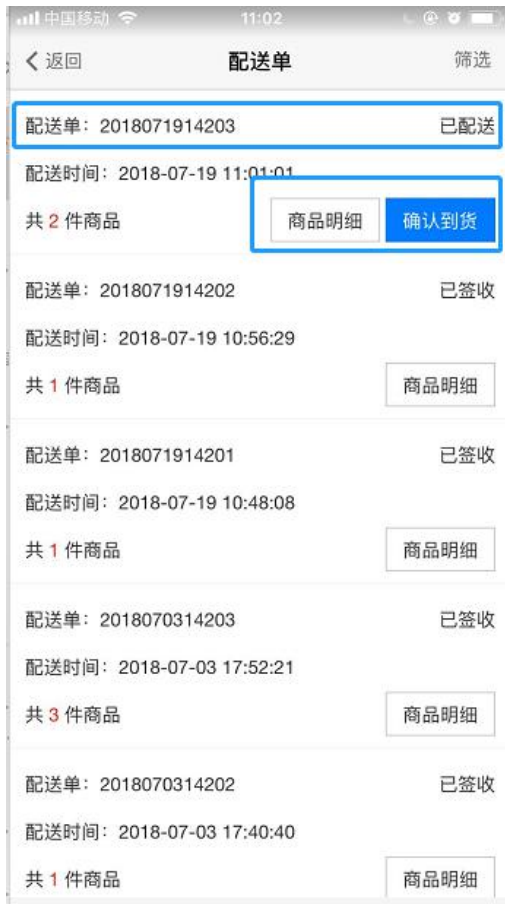 中国移动 11:02
返回 配送单 筛选
配送单：2018071914203 已配送
配送时间：2018-07-19 11:01:01
共 2 件商品 商品明细 确认到货
配送单：2018071914202 已签收
配送时间：2018-07-19 10:56:29
共 1 件商品 商品明细
配送单：2018071914201 已签收
配送时间：2018-07-19 10:48:08
共 1 件商品 商品明细
配送单：2018070314203 已签收
配送时间：2018-07-03 17:52:21
共 3 件商品 商品明细
配送单：2018070314202 已签收
配送时间：2018-07-03 17:40:40
共 1 件商品 商品明细